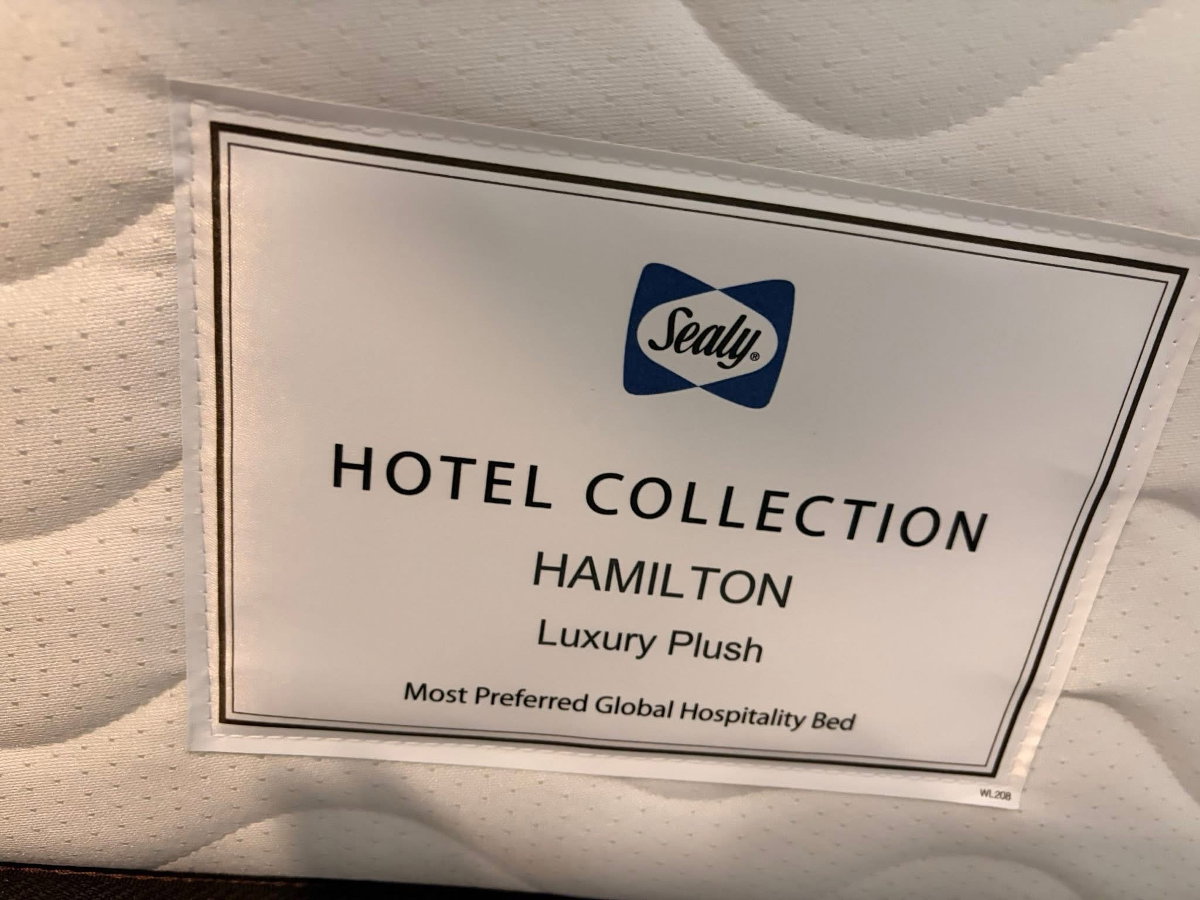 Sealy®
HOTEL COLLECTION
HAMILTON
Luxury Plush
Most Preferred Global Hospitality Bed
WL208